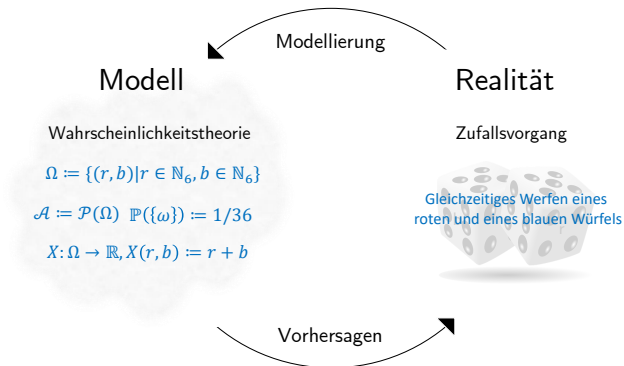 Modellierung
Modell
Wahrscheinlichkeitstheorie
Ω ≔ {(r, b)|r ∈ ℕ₆, b ∈ ℕ₆}
𝒜 ≔ 𝒫(Ω) ℙ({ω}) ≔ 1/36
X: Ω → ℝ, X(r, b) ≔ r + b
Realität
Zufallsvorgang
Gleichzeitiges Werfen eines
roten und eines blauen Würfels
Vorhersagen